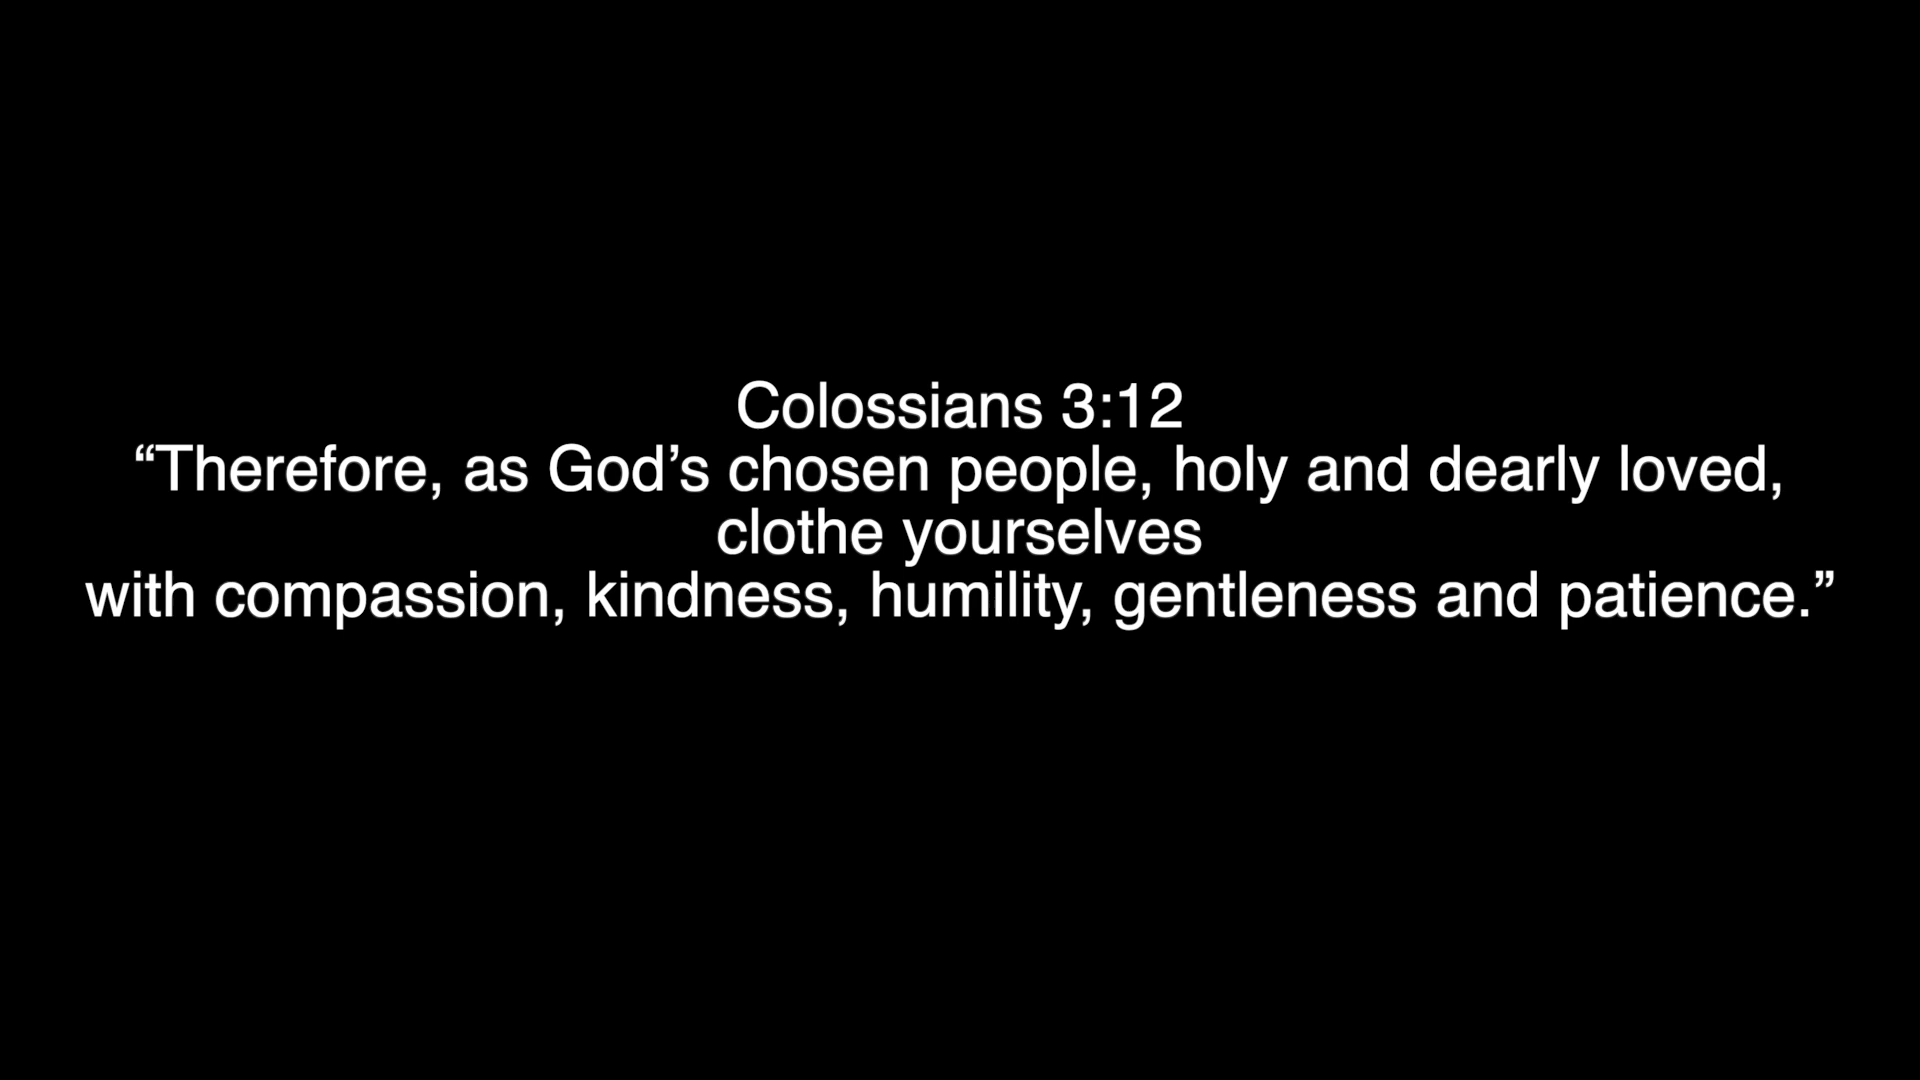 Colossians 3:12
“Therefore, as God’s chosen people, holy and dearly loved,
clothe yourselves
with compassion, kindness, humility, gentleness and patience.”